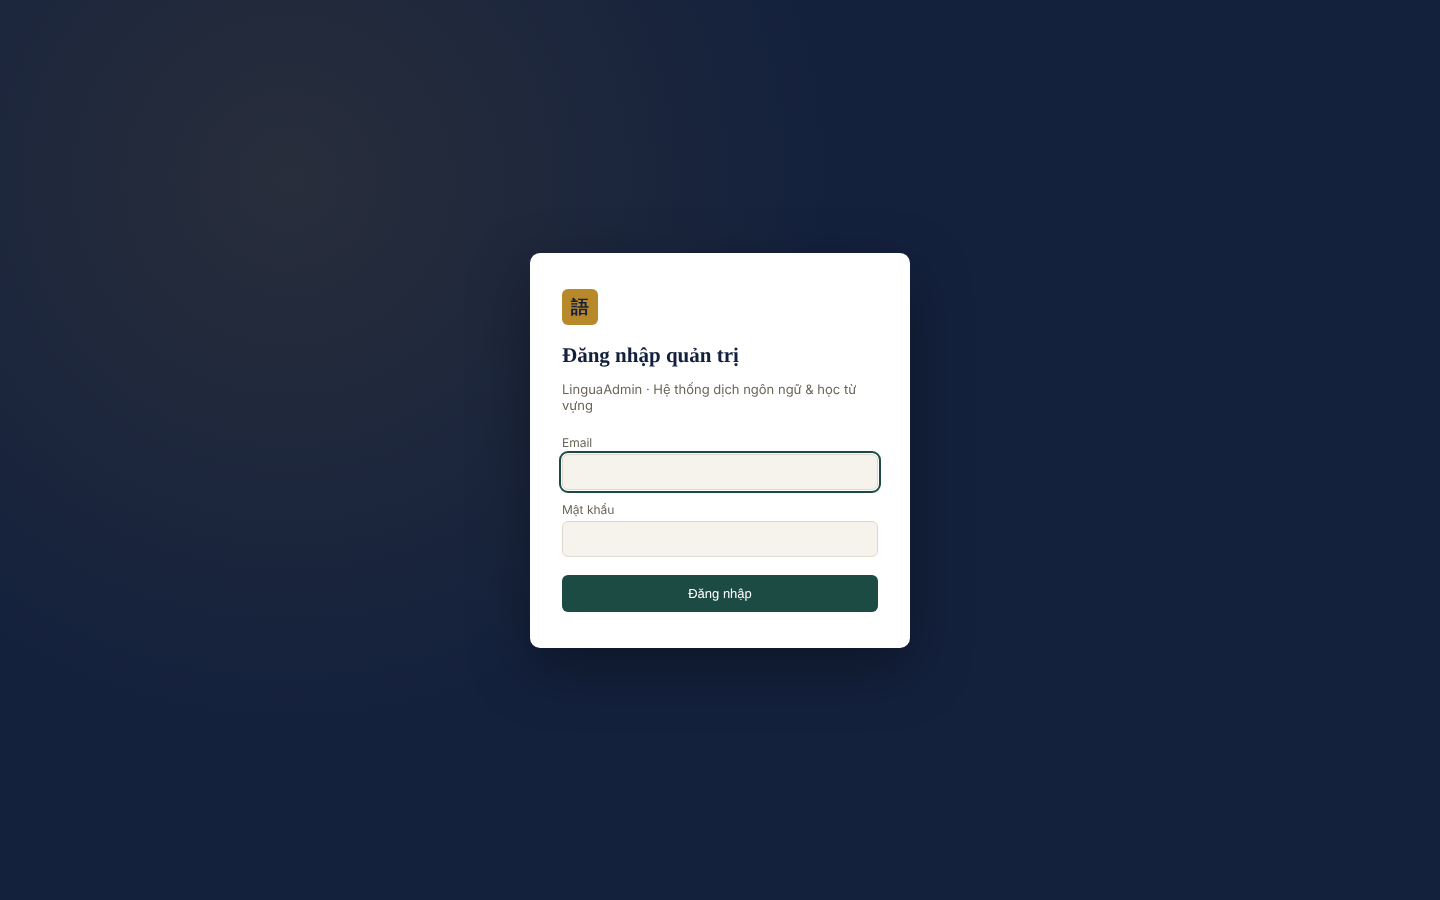 語
Đăng nhập quản trị
LinguaAdmin · Hệ thống dịch ngôn ngữ & học từ
vựng
Email
Mật khẩu
Đăng nhập